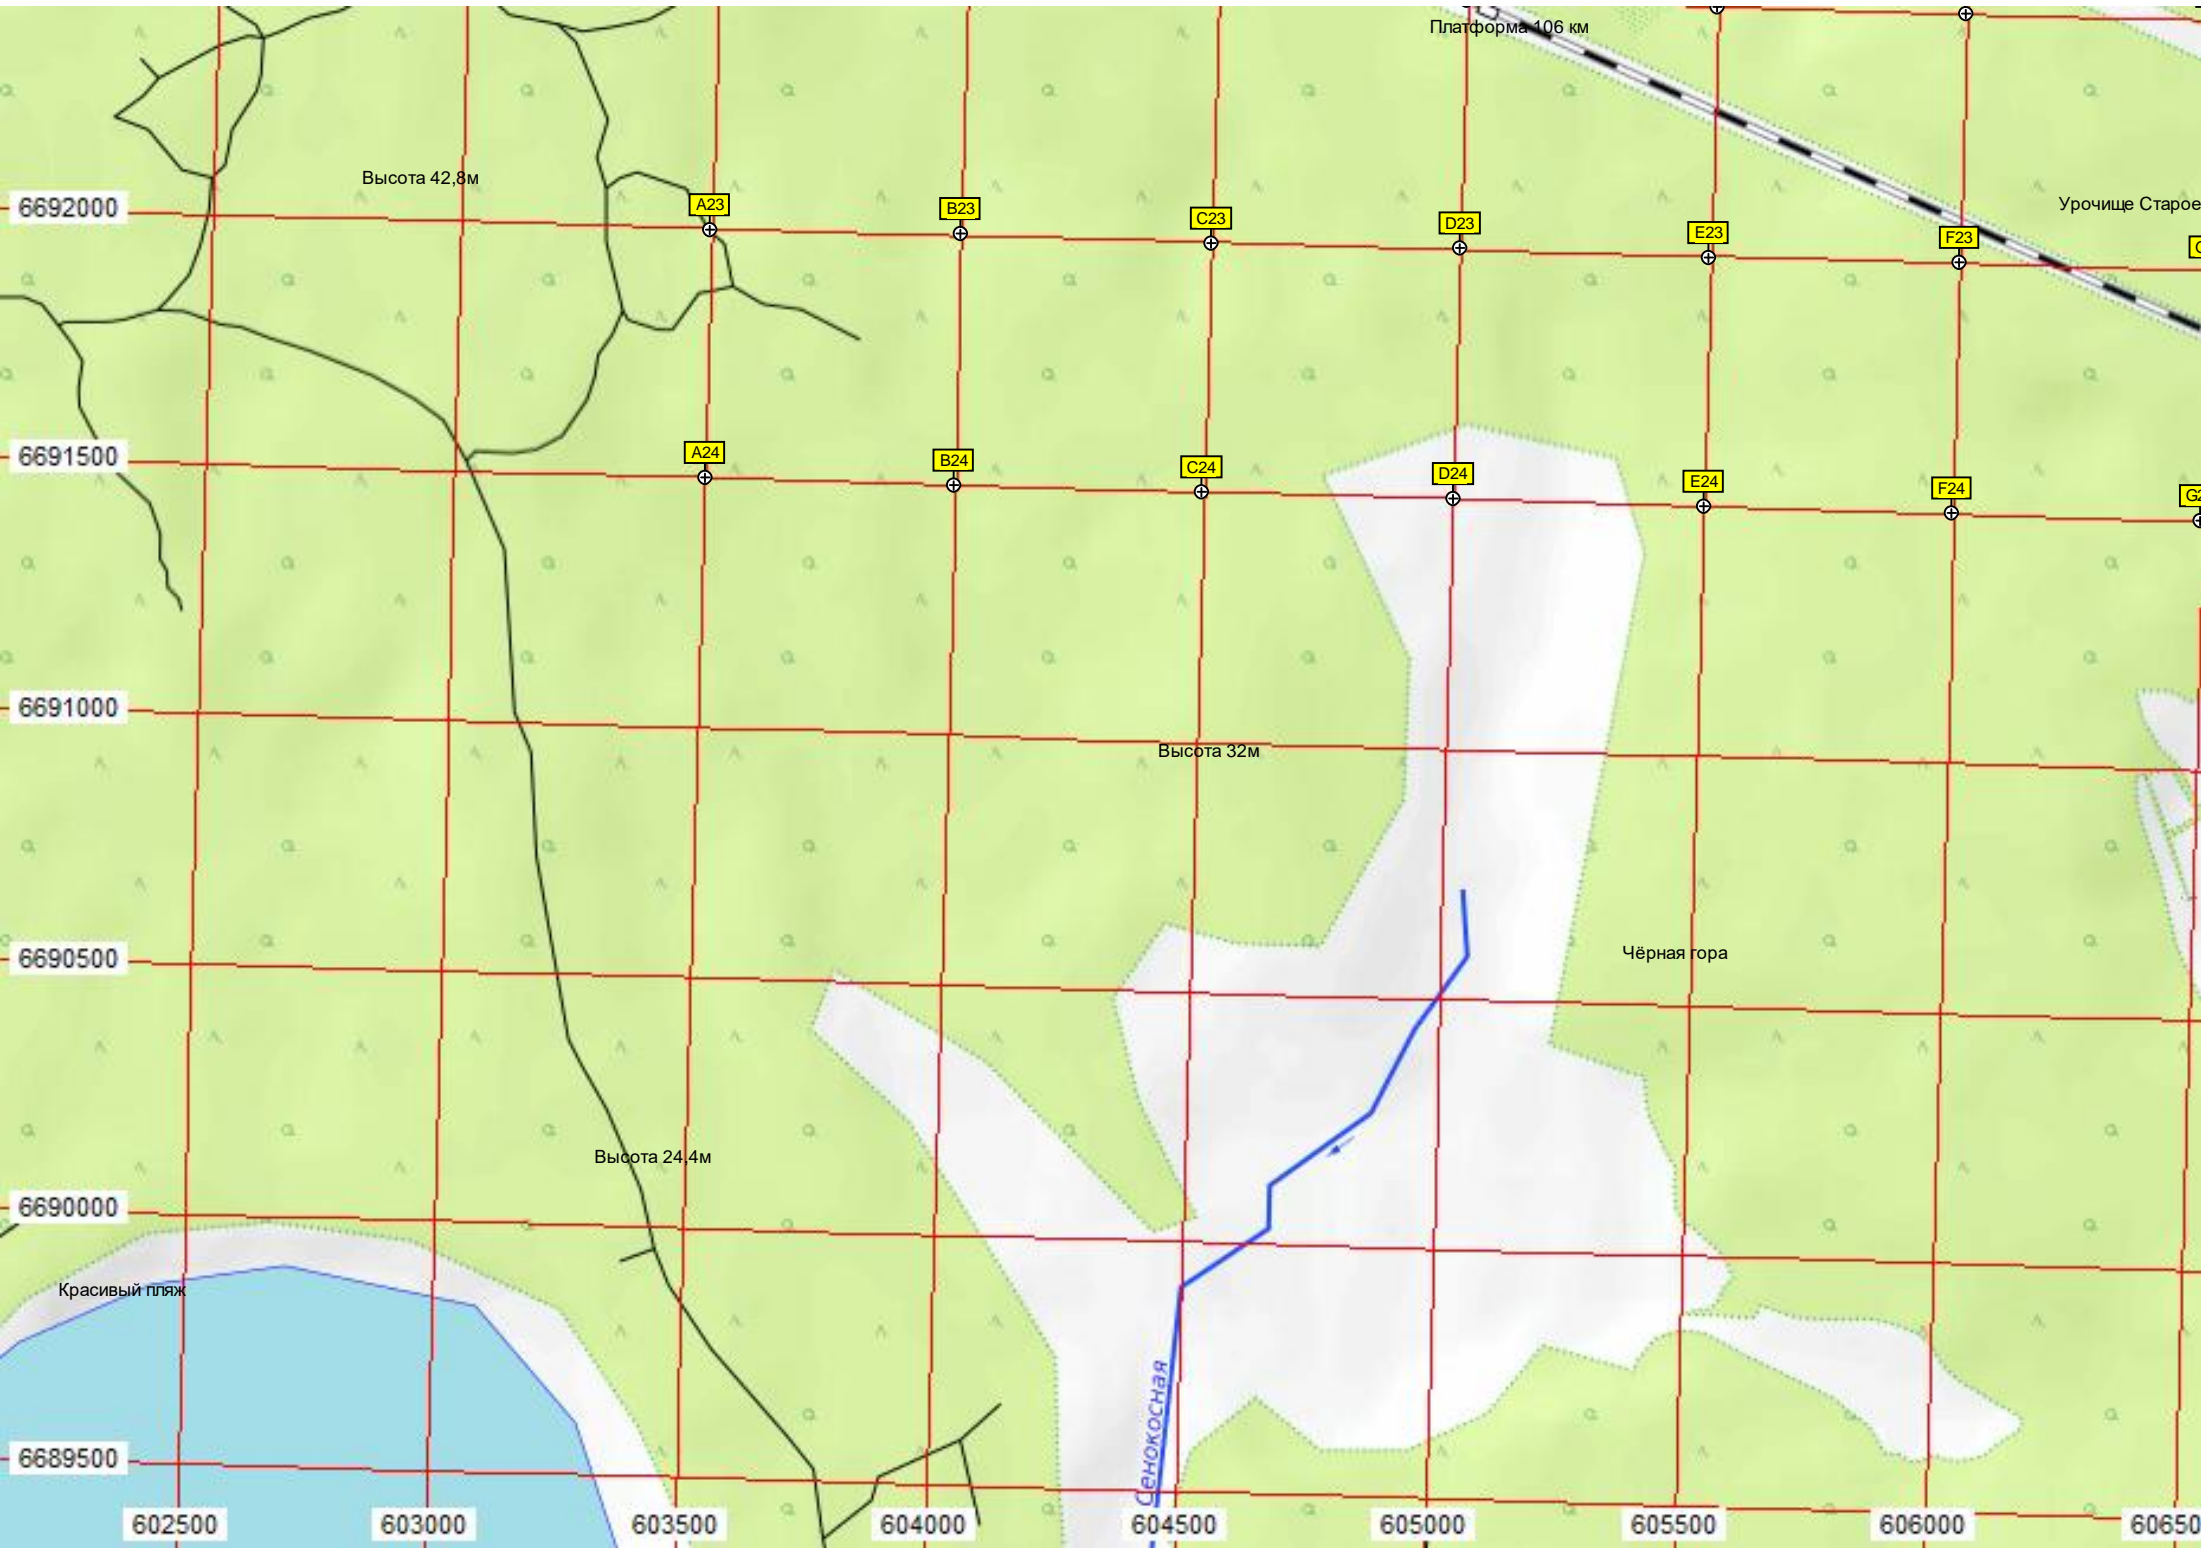 Платформа 106 км
Высота 42,8м
Урочище Старое
6692000
A23
B23
C23
D23
E23
F23
6691500
A24
B24
C24
D24
E24
F24
6691000
Высота 32м
6690500
Чёрная гора
Высота 24,4м
6690000
Красивый пляж
Сенокосная
6689500
602500
603000
603500
604000
604500
605000
605500
606000